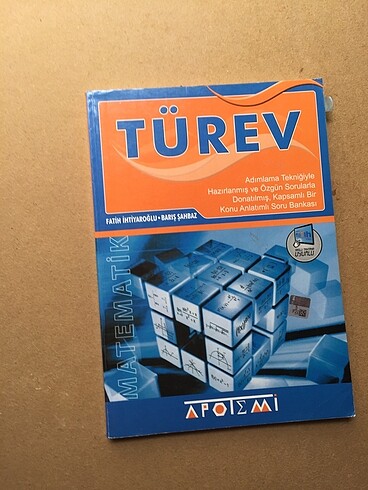 TÜREV
Adımlama Tekniğiyle
Hazırlanmış ve Özgün Sorularla
Donatılmış, Kapsamlı Bir
Konu Anlatımlı Soru Bankası
FATİH İHTİYAROĞLU • BARIŞ ŞAHBAZ
UYUMLU
MATEMATİK
APOTEMİ